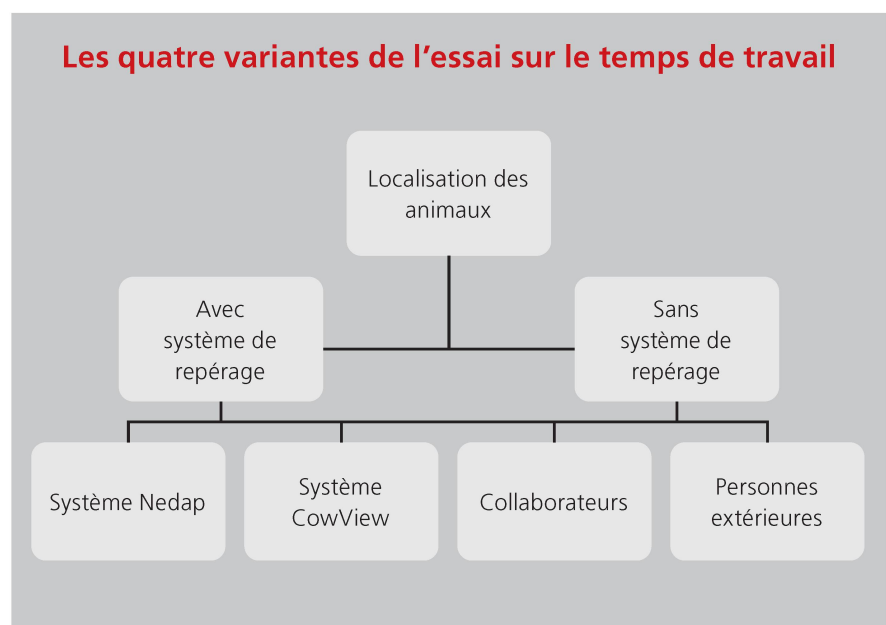 Les quatre variantes de l’essai sur le temps de travail
Localisation des
animaux
Avec
système de
repérage
Sans
système de
repérage
Système Nedap
Système
CowView
Collaborateurs
Personnes
extérieures